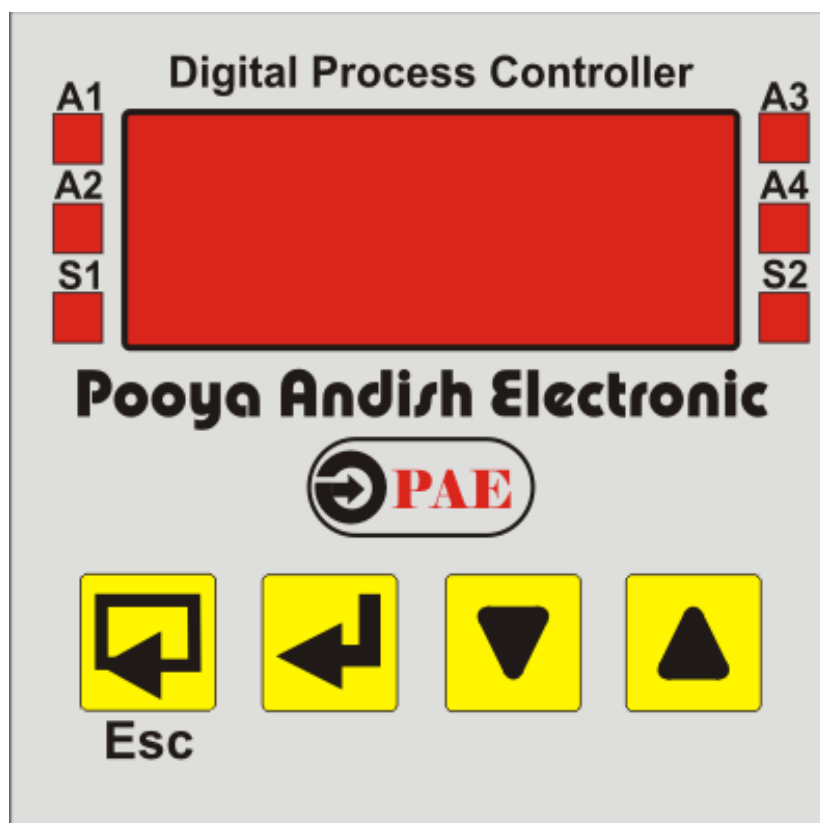 Digital Process Controller
A1
A3
A2
A4
S1
S2
Pooya Andish Electronic
PAE
Esc